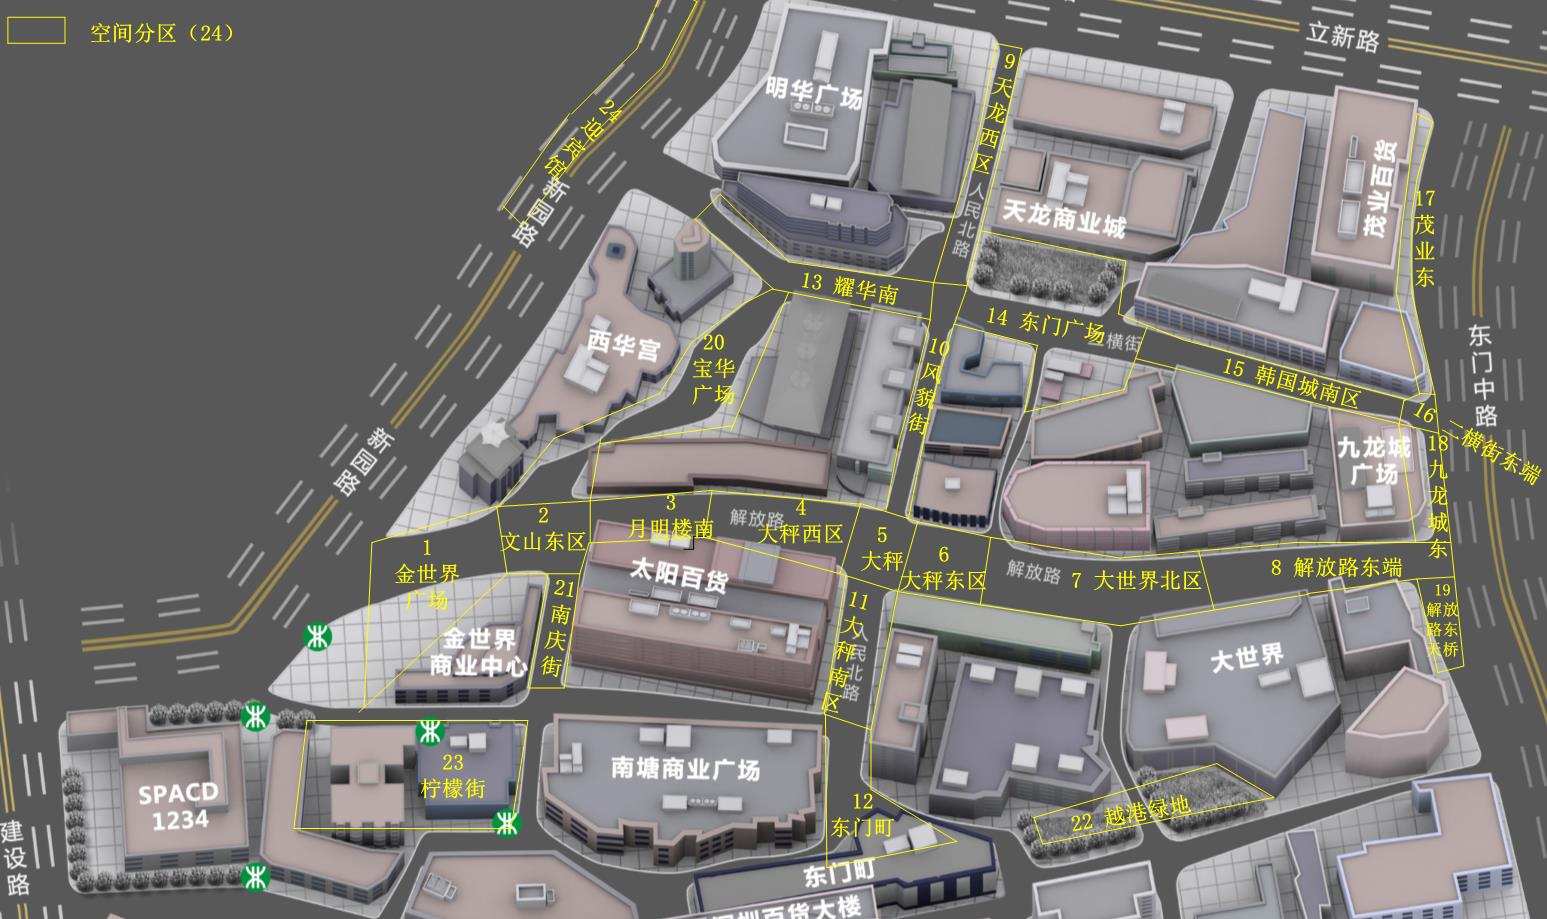 空间分区（24）
立新路
明华广场
9
天龙西区
人民北路
天龙商业城
茂业百货
17
茂业东
24
迎宾馆
新园路
13 耀华南
14 东门广场
横街
15 韩国城南区
16
一横街东端
东门中路
西华宫
20
宝华
广场
10
风貌街
九龙城
广场
18
九龙城东
新园路
1
金世界
广场
2
文山东区
3
月明楼南
解放路
4
大秤西区
5
大秤
6
大秤东区
解放路
7 大世界北区
8 解放路东端
19
解放
路东
天桥
太阳百货
21
南庆街
11
大秤南区
人民北路
金世界
商业中心
大世界
SPACD
1234
23
柠檬街
南塘商业广场
12
东门町
22 越港绿地
建设路
东门町
深圳百货大楼